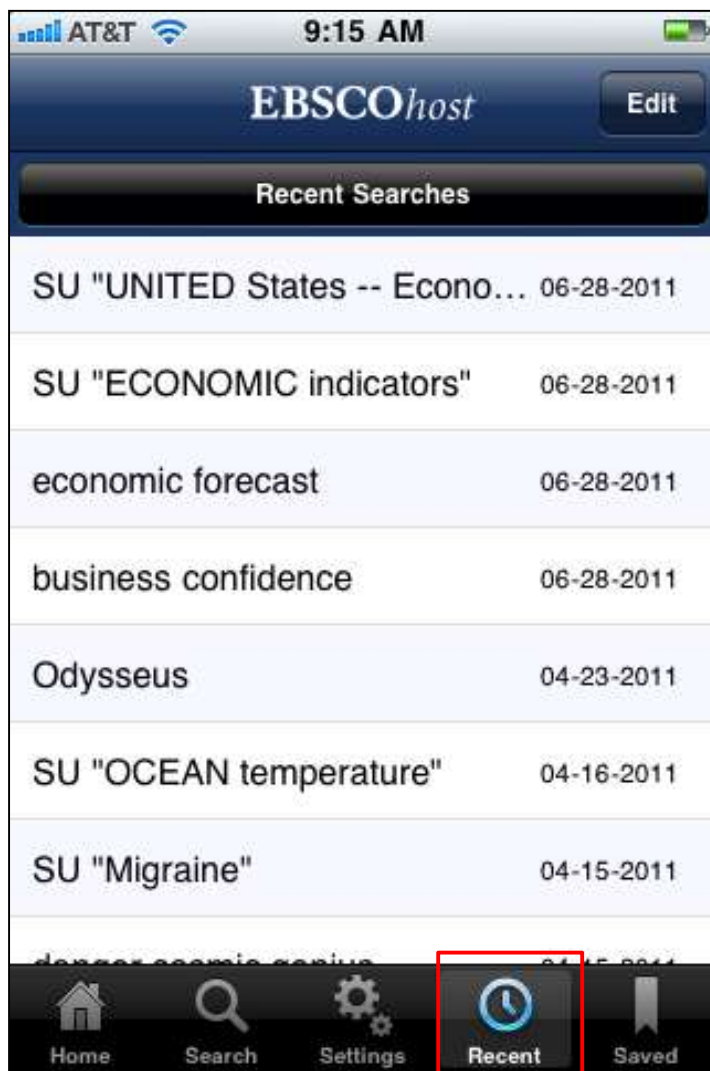 AT&T 9:15 AM
EBSCOhost Edit
Recent Searches
SU "UNITED States -- Econo... 06-28-2011
SU "ECONOMIC indicators" 06-28-2011
economic forecast 06-28-2011
business confidence 06-28-2011
Odysseus 04-23-2011
SU "OCEAN temperature" 04-16-2011
SU "Migraine" 04-15-2011
Home Search Settings Recent Saved